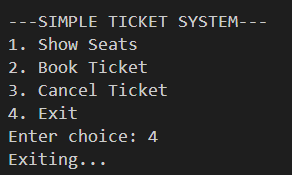 ---SIMPLE TICKET SYSTEM---
1. Show Seats
2. Book Ticket
3. Cancel Ticket
4. Exit
Enter choice: 4
Exiting...